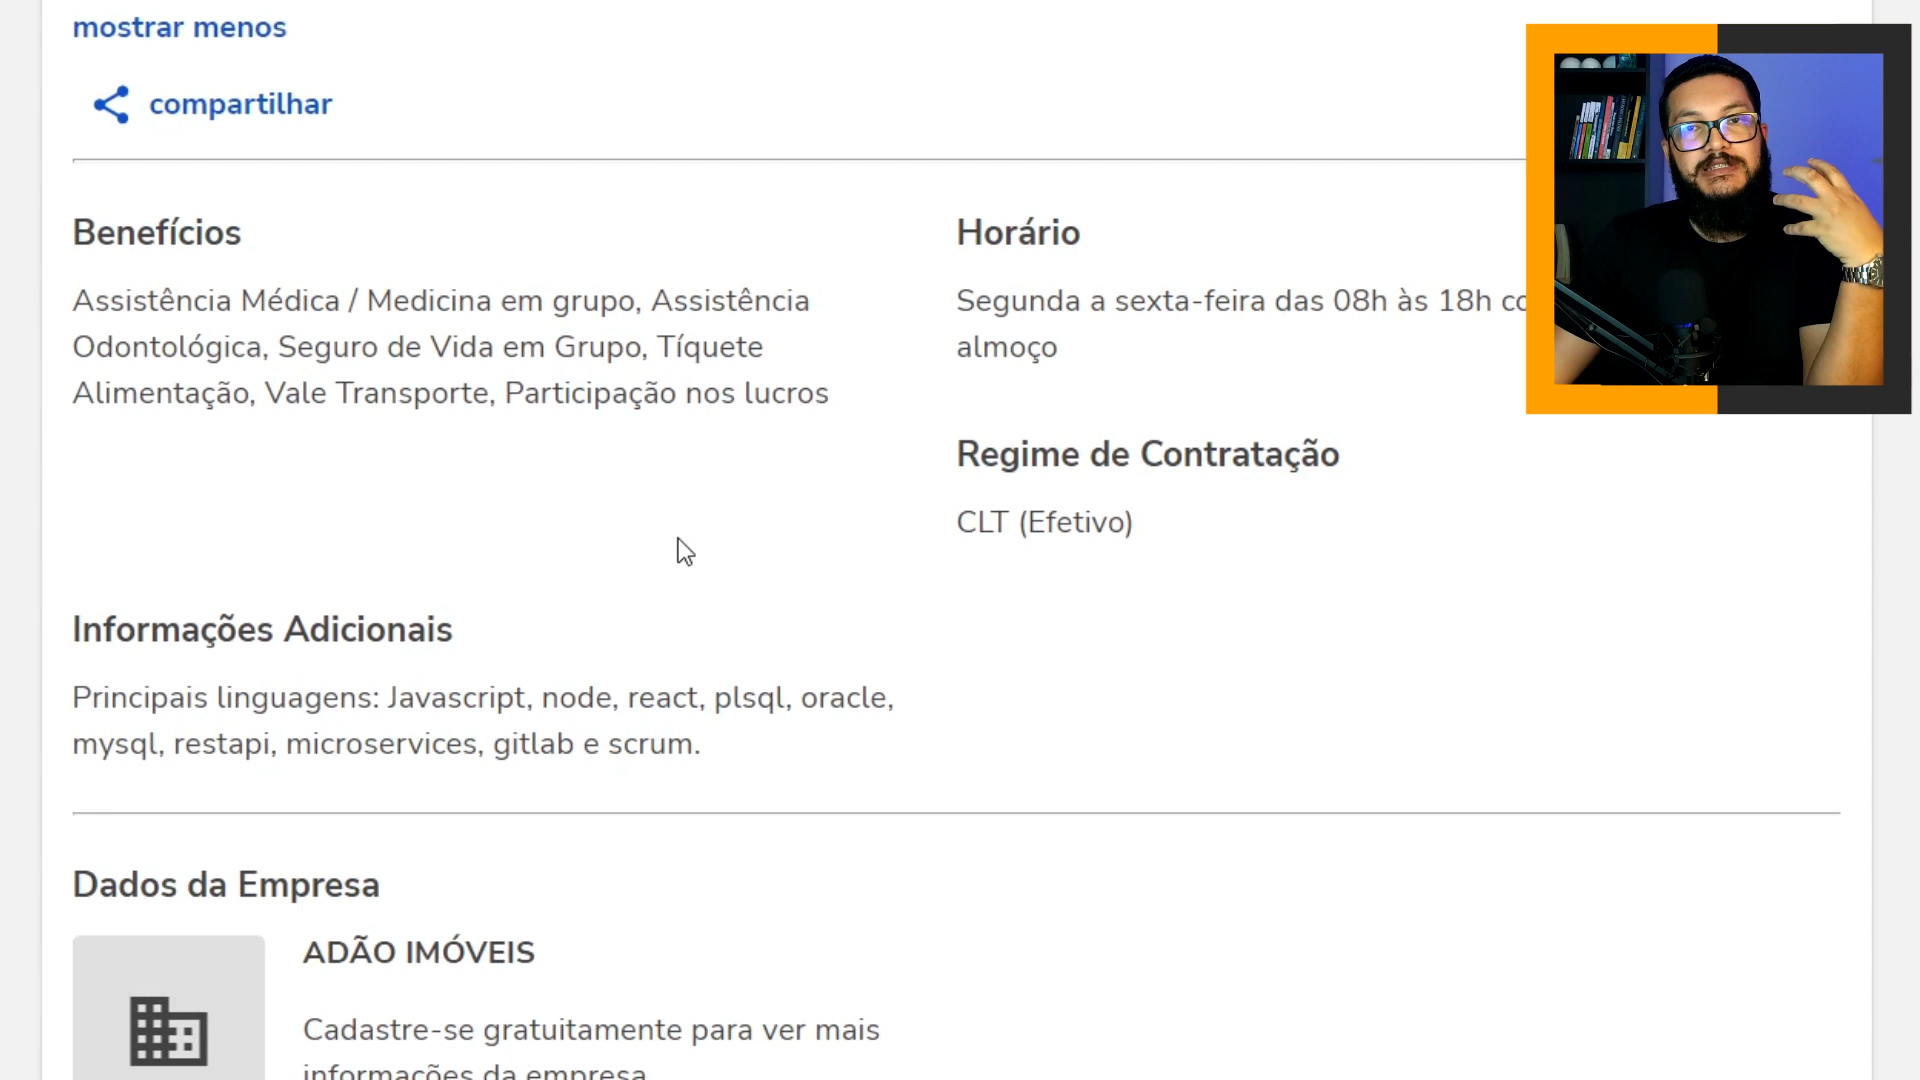 mostrar menos
compartilhar
Benefícios
Assistência Médica / Medicina em grupo, Assistência
Odontológica, Seguro de Vida em Grupo, Tíquete
Alimentação, Vale Transporte, Participação nos lucros
Horário
Segunda a sexta-feira das 08h às 18h
almoço
Regime de Contratação
CLT (Efetivo)
Informações Adicionais
Principais linguagens: Javascript, node, react, plsql, oracle,
mysql, restapi, microservices, gitlab e scrum.
Dados da Empresa
ADÃO IMÓVEIS
Cadastre-se gratuitamente para ver mais
informações da empresa